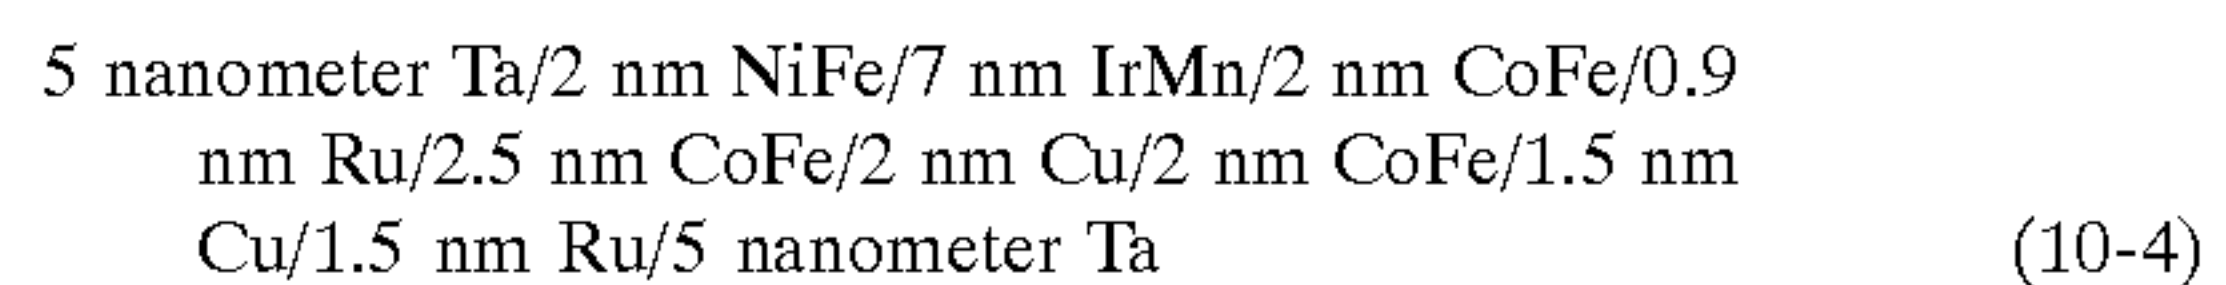 5 nanometer Ta/2 nm NiFe/7 nm IrMn/2 nm CoFe/0.9
nm Ru/2.5 nm CoFe/2 nm Cu/2 nm CoFe/1.5 nm
Cu/1.5 nm Ru/5 nanometer Ta (10-4)